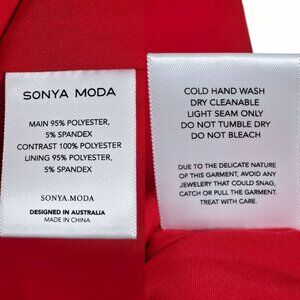 SONYA MODA
MAIN 95% POLYESTER,
5% SPANDEX
CONTRAST 100% POLYESTER
LINING 95% POLYESTER,
5% SPANDEX
SONYA.MODA
DESIGNED IN AUSTRALIA
MADE IN CHINA
COLD HAND WASH
DRY CLEANABLE
LIGHT SEAM ONLY
DO NOT TUMBLE DRY
DO NOT BLEACH
DUE TO THE DELICATE NATURE
OF THIS GARMENT, AVOID ANY
JEWELERY THAT COULD SNAG,
CATCH OR PULL THE GARMENT.
TREAT WITH CARE.